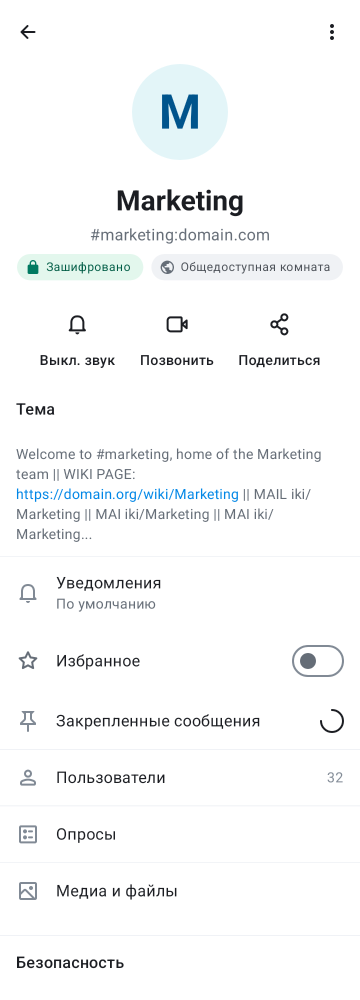 M
Marketing
#marketing:domain.com
Зашифровано
Общедоступная комната
Выкл. звук
Позвонить
Поделиться
Тема
Welcome to #marketing, home of the Marketing
team || WIKI PAGE:
https://domain.org/wiki/Marketing || MAIL iki/
Marketing || MAI iki/Marketing || MAI iki/
Marketing...
Уведомления
По умолчанию
Избранное
Закрепленные сообщения
Пользователи 32
Опросы
Медиа и файлы
Безопасность